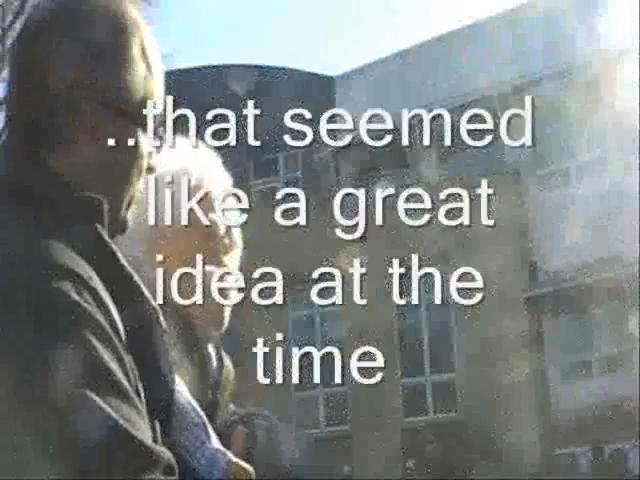 ..that seemed
like a great
idea at the
time